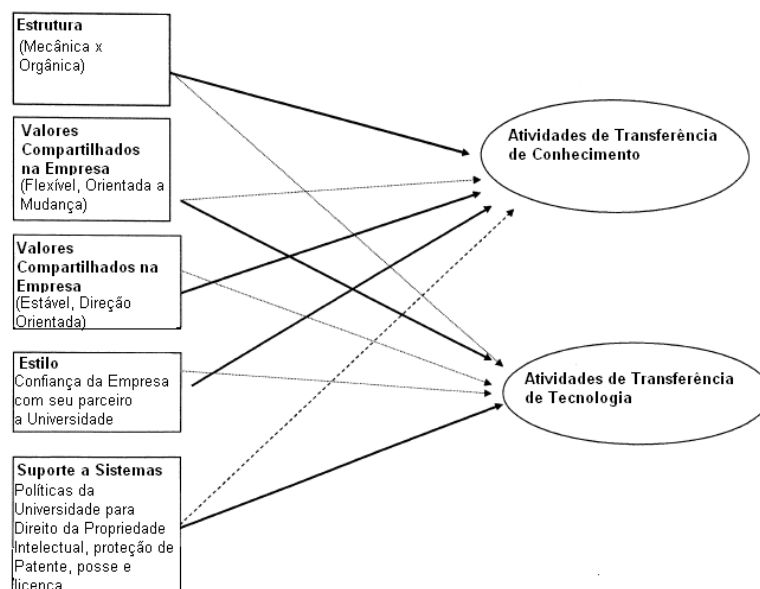 Estrutura
(Mecânica x
Orgânica)
Valores
Compartilhados
na Empresa
(Flexível, Orientada a
Mudança)
Valores
Compartilhados na
Empresa
(Estável, Direção
Orientada)
Estilo
Confiança da Empresa
com seu parceiro
a Universidade
Suporte a Sistemas
Políticas da
Universidade para
Direito da Propriedade
Intelectual, proteção de
Patente, posse e
licença
Atividades de Transferência
de Conhecimento
Atividades de Transferência
de Tecnologia